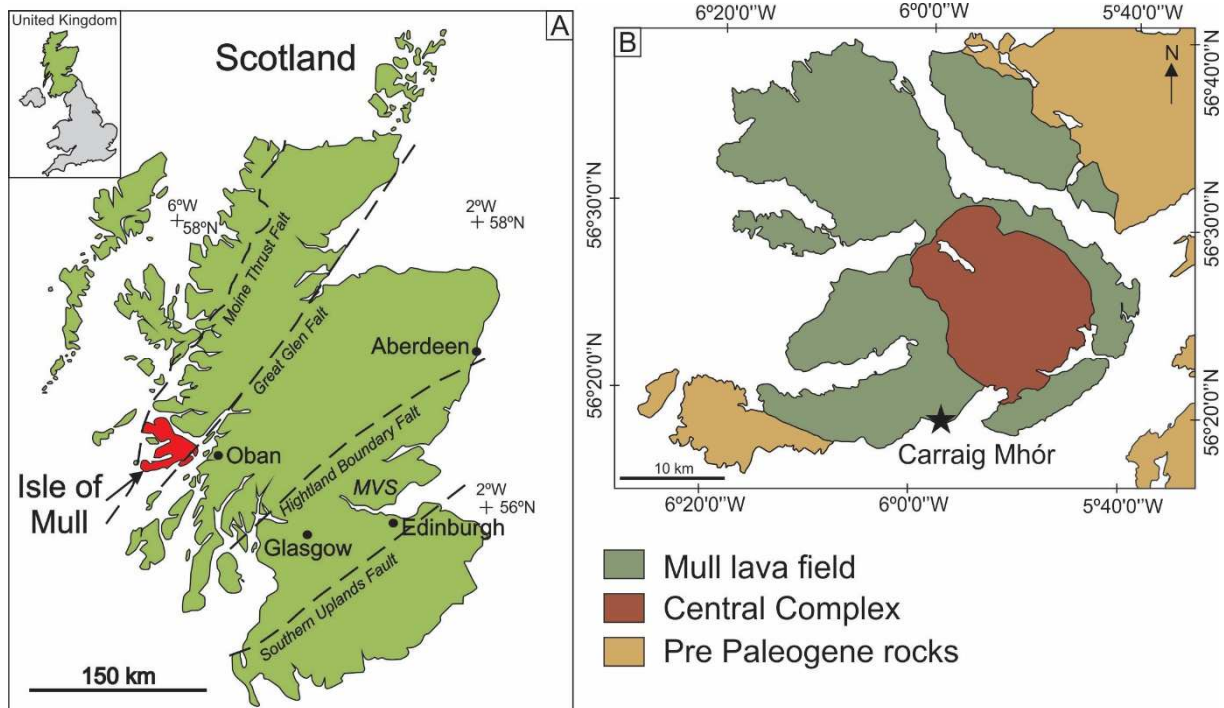 United Kingdom
A
Scotland
6ºW
58ºN
2ºW
58ºN
Moine Thrust Falt
Great Glen Falt
Aberdeen
Oban
Hightland Boundary Falt
MVS
Isle of
Mull
2ºW
56ºN
Edinburgh
Glasgow
Southern Uplands Fault
150 km
B
6º20'0"W
6º0'0"W
5º40'0"W
N
56º40'0"N
56º30'0"N
56º30'0"N
56º20'0"N
56º20'0"N
Carraig Mhór
10 km
6º20'0"W
6º0'0"W
5º40'0"W
Mull lava field
Central Complex
Pre Paleogene rocks